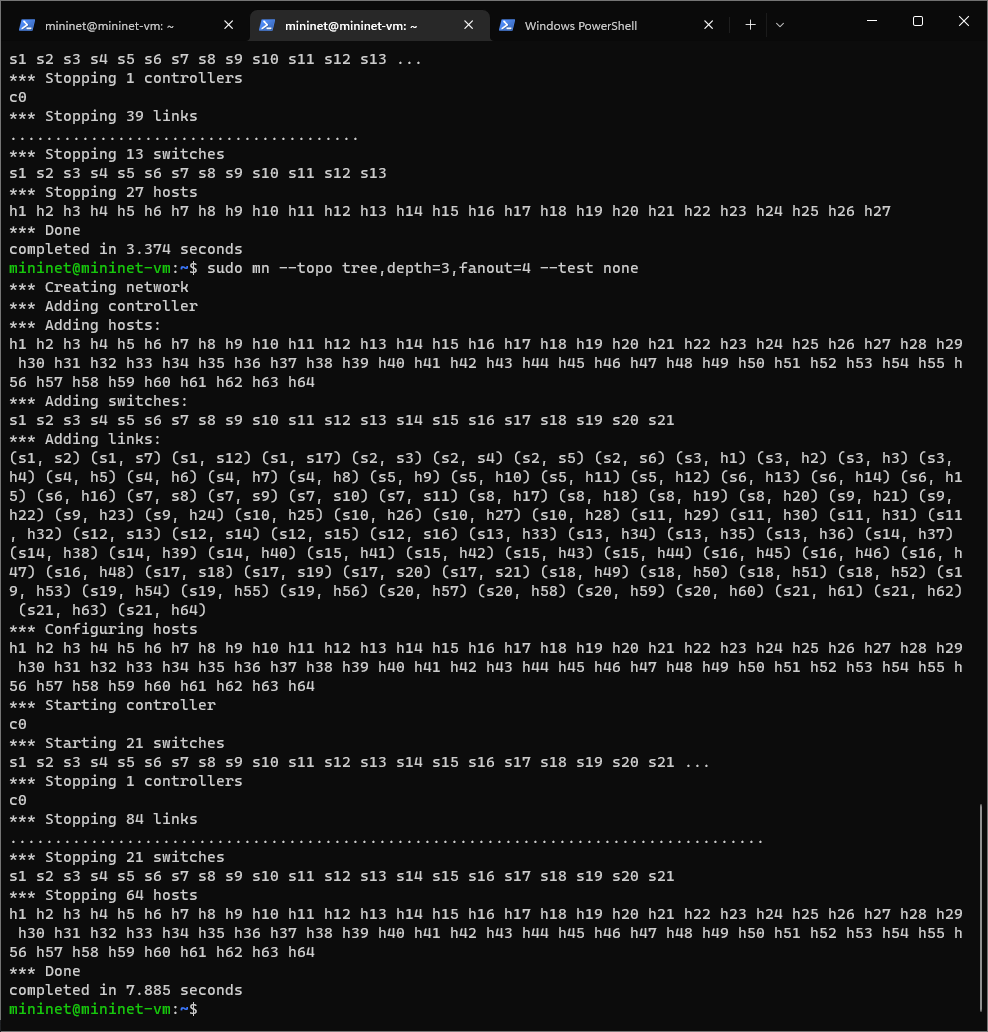 mininet@mininet-vm: ~
mininet@mininet-vm: ~
Windows PowerShell
s1 s2 s3 s4 s5 s6 s7 s8 s9 s10 s11 s12 s13 ...
*** Stopping 1 controllers
c0
*** Stopping 39 links
.......................................
*** Stopping 13 switches
s1 s2 s3 s4 s5 s6 s7 s8 s9 s10 s11 s12 s13
*** Stopping 27 hosts
h1 h2 h3 h4 h5 h6 h7 h8 h9 h10 h11 h12 h13 h14 h15 h16 h17 h18 h19 h20 h21 h22 h23 h24 h25 h26 h27
*** Done
completed in 3.374 seconds
mininet@mininet-vm:~$ sudo mn --topo tree,depth=3,fanout=4 --test none
*** Creating network
*** Adding controller
*** Adding hosts:
h1 h2 h3 h4 h5 h6 h7 h8 h9 h10 h11 h12 h13 h14 h15 h16 h17 h18 h19 h20 h21 h22 h23 h24 h25 h26 h27 h28 h29
 h30 h31 h32 h33 h34 h35 h36 h37 h38 h39 h40 h41 h42 h43 h44 h45 h46 h47 h48 h49 h50 h51 h52 h53 h54 h55 h
56 h57 h58 h59 h60 h61 h62 h63 h64
*** Adding switches:
s1 s2 s3 s4 s5 s6 s7 s8 s9 s10 s11 s12 s13 s14 s15 s16 s17 s18 s19 s20 s21
*** Adding links:
(s1, s2) (s1, s7) (s1, s12) (s1, s17) (s2, s3) (s2, s4) (s2, s5) (s2, s6) (s3, h1) (s3, h2) (s3, h3) (s3,
h4) (s4, h5) (s4, h6) (s4, h7) (s4, h8) (s5, h9) (s5, h10) (s5, h11) (s5, h12) (s6, h13) (s6, h14) (s6, h1
5) (s6, h16) (s7, s8) (s7, s9) (s7, s10) (s7, s11) (s8, h17) (s8, h18) (s8, h19) (s8, h20) (s9, h21) (s9,
h22) (s9, h23) (s9, h24) (s10, h25) (s10, h26) (s10, h27) (s10, h28) (s11, h29) (s11, h30) (s11, h31) (s11
, h32) (s12, s13) (s12, s14) (s12, s15) (s12, s16) (s13, h33) (s13, h34) (s13, h35) (s13, h36) (s14, h37)
(s14, h38) (s14, h39) (s14, h40) (s15, h41) (s15, h42) (s15, h43) (s15, h44) (s16, h45) (s16, h46) (s16, h
47) (s16, h48) (s17, s18) (s17, s19) (s17, s20) (s17, s21) (s18, h49) (s18, h50) (s18, h51) (s18, h52) (s1
9, h53) (s19, h54) (s19, h55) (s19, h56) (s20, h57) (s20, h58) (s20, h59) (s20, h60) (s21, h61) (s21, h62)
 (s21, h63) (s21, h64)
*** Configuring hosts
h1 h2 h3 h4 h5 h6 h7 h8 h9 h10 h11 h12 h13 h14 h15 h16 h17 h18 h19 h20 h21 h22 h23 h24 h25 h26 h27 h28 h29
 h30 h31 h32 h33 h34 h35 h36 h37 h38 h39 h40 h41 h42 h43 h44 h45 h46 h47 h48 h49 h50 h51 h52 h53 h54 h55 h
56 h57 h58 h59 h60 h61 h62 h63 h64
*** Starting controller
c0
*** Starting 21 switches
s1 s2 s3 s4 s5 s6 s7 s8 s9 s10 s11 s12 s13 s14 s15 s16 s17 s18 s19 s20 s21 ...
*** Stopping 1 controllers
c0
*** Stopping 84 links
....................................................................................
*** Stopping 21 switches
s1 s2 s3 s4 s5 s6 s7 s8 s9 s10 s11 s12 s13 s14 s15 s16 s17 s18 s19 s20 s21
*** Stopping 64 hosts
h1 h2 h3 h4 h5 h6 h7 h8 h9 h10 h11 h12 h13 h14 h15 h16 h17 h18 h19 h20 h21 h22 h23 h24 h25 h26 h27 h28 h29
 h30 h31 h32 h33 h34 h35 h36 h37 h38 h39 h40 h41 h42 h43 h44 h45 h46 h47 h48 h49 h50 h51 h52 h53 h54 h55 h
56 h57 h58 h59 h60 h61 h62 h63 h64
*** Done
completed in 7.885 seconds
mininet@mininet-vm:~$